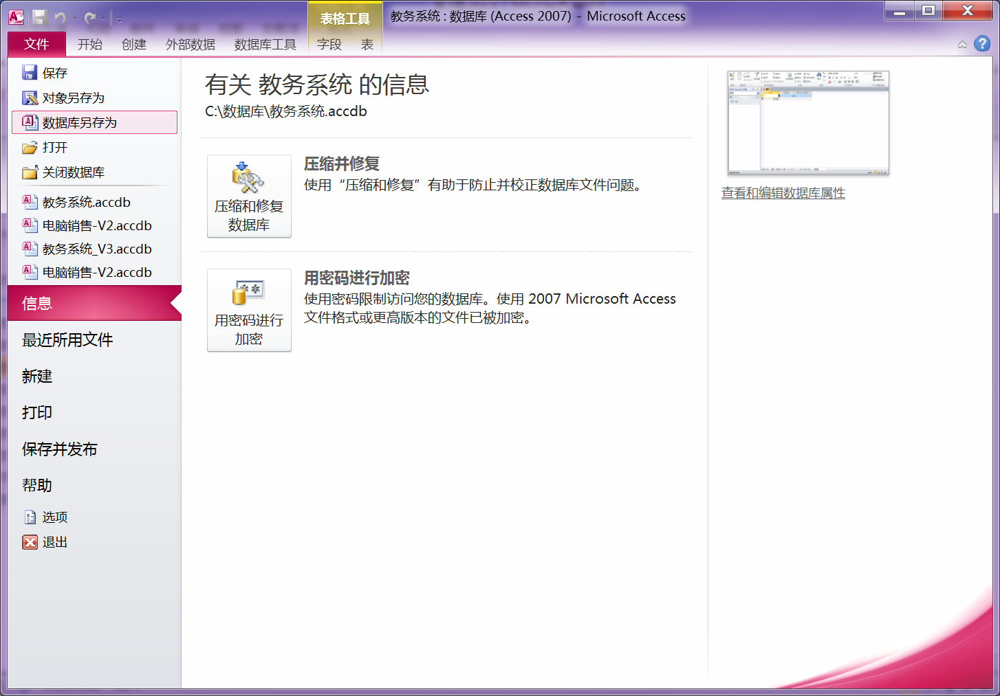 表格工具
教务系统 : 数据库 (Access 2007) - Microsoft Access
文件
开始
创建
外部数据
数据库工具
字段
表
保存
对象另存为
数据库另存为
打开
关闭数据库
教务系统.accdb
电脑销售-V2.accdb
教务系统_V3.accdb
电脑销售-V2.accdb
信息
最近所用文件
新建
打印
保存并发布
帮助
选项
退出
有关 教务系统 的信息
C:\数据库\教务系统.accdb
压缩和修复
数据库
压缩并修复
使用“压缩和修复”有助于防止并校正数据库文件问题。
用密码进行
加密
用密码进行加密
使用密码限制访问您的数据库。使用 2007 Microsoft Access
文件格式或更高版本的文件已被加密。
查看和编辑数据库属性